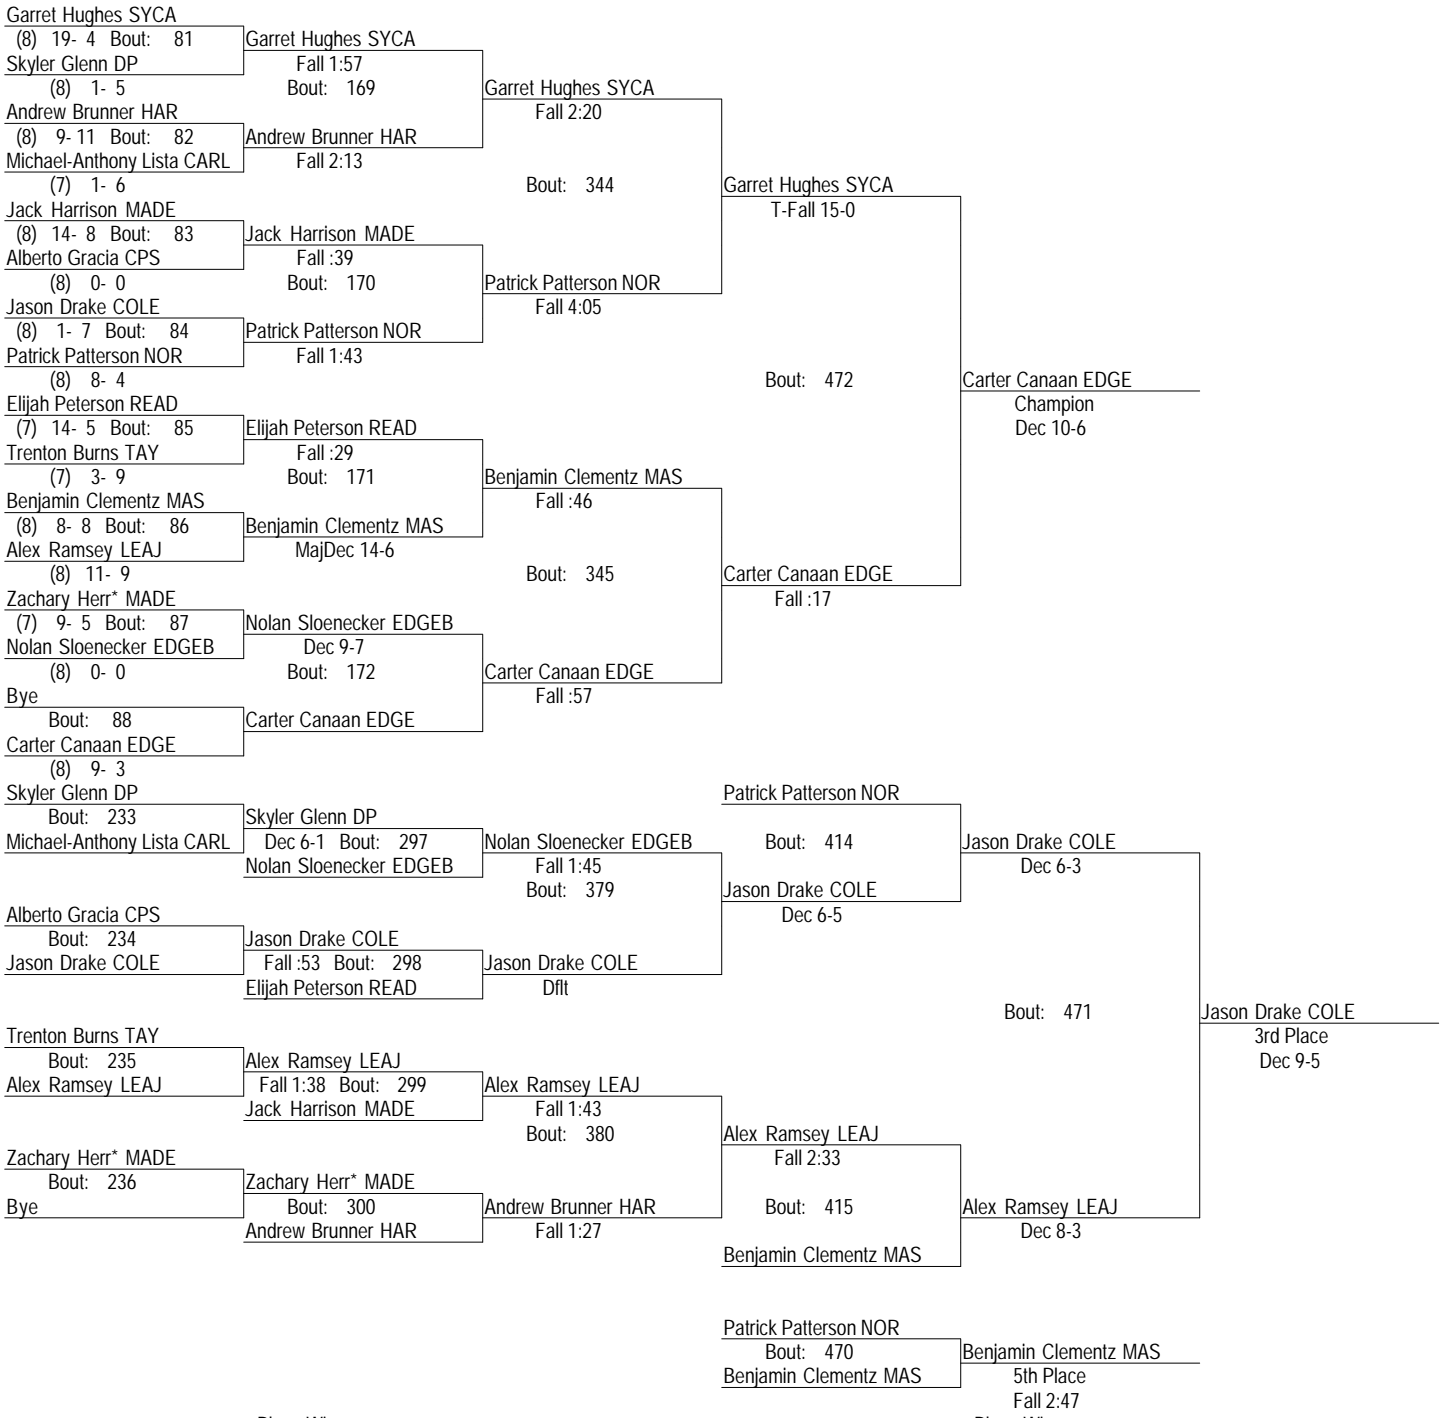 Garret Hughes SYCA
(8) 19- 4 Bout: 81
Garret Hughes SYCA
Skyler Glenn DP
Fall 1:57
(8) 1- 5
Bout: 169
Garret Hughes SYCA
Andrew Brunner HAR
Fall 2:20
(8) 9- 11 Bout: 82
Andrew Brunner HAR
Michael-Anthony Lista CARL
Fall 2:13
(7) 1- 6
Bout: 344
Garret Hughes SYCA
Jack Harrison MADE
T-Fall 15-0
(8) 14- 8 Bout: 83
Jack Harrison MADE
Alberto Gracia CPS
Fall :39
(8) 0- 0
Bout: 170
Patrick Patterson NOR
Jason Drake COLE
Fall 4:05
(8) 1- 7 Bout: 84
Patrick Patterson NOR
Patrick Patterson NOR
Fall 1:43
(8) 8- 4
Bout: 472
Carter Canaan EDGE
Elijah Peterson READ
Champion
(7) 14- 5 Bout: 85
Elijah Peterson READ
Dec 10-6
Trenton Burns TAY
Fall :29
(7) 3- 9
Bout: 171
Benjamin Clementz MAS
Benjamin Clementz MAS
Fall :46
(8) 8- 8 Bout: 86
Benjamin Clementz MAS
Alex Ramsey LEAJ
MajDec 14-6
(8) 11- 9
Bout: 345
Carter Canaan EDGE
Zachary Herr* MADE
Fall :17
(7) 9- 5 Bout: 87
Nolan Sloenecker EDGEB
Nolan Sloenecker EDGEB
Dec 9-7
(8) 0- 0
Bout: 172
Carter Canaan EDGE
Bye
Fall :57
Bout: 88
Carter Canaan EDGE
Carter Canaan EDGE
(8) 9- 3
Skyler Glenn DP
Patrick Patterson NOR
Bout: 233
Skyler Glenn DP
Michael-Anthony Lista CARL
Dec 6-1 Bout: 297
Nolan Sloenecker EDGEB
Bout: 414
Jason Drake COLE
Nolan Sloenecker EDGEB
Fall 1:45
Dec 6-3
Bout: 379
Jason Drake COLE
Alberto Gracia CPS
Dec 6-5
Bout: 234
Jason Drake COLE
Jason Drake COLE
Fall :53 Bout: 298
Jason Drake COLE
Elijah Peterson READ
Dflt
Bout: 471
Jason Drake COLE
Trenton Burns TAY
3rd Place
Bout: 235
Alex Ramsey LEAJ
Dec 9-5
Alex Ramsey LEAJ
Fall 1:38 Bout: 299
Alex Ramsey LEAJ
Jack Harrison MADE
Fall 1:43
Bout: 380
Alex Ramsey LEAJ
Zachary Herr* MADE
Fall 2:33
Bout: 236
Zachary Herr* MADE
Bye
Bout: 300
Andrew Brunner HAR
Bout: 415
Alex Ramsey LEAJ
Andrew Brunner HAR
Fall 1:27
Dec 8-3
Benjamin Clementz MAS
Patrick Patterson NOR
Bout: 470
Benjamin Clementz MAS
Benjamin Clementz MAS
5th Place
Fall 2:47